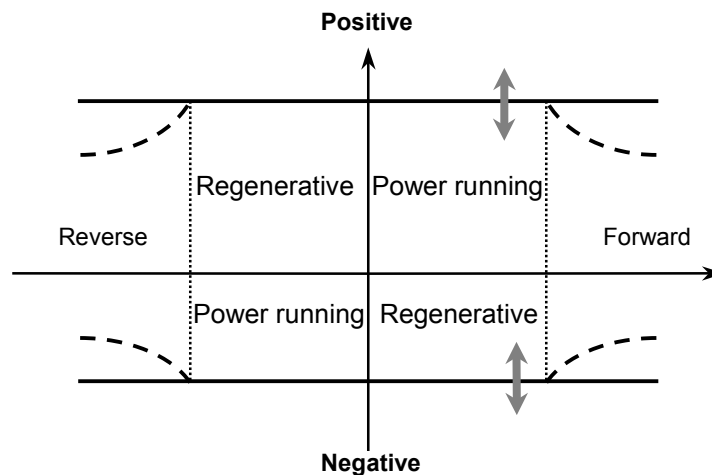 Positive
Regenerative
Power running
Reverse
Forward
Power running
Regenerative
Negative